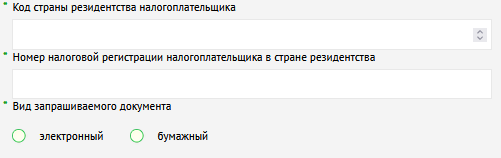 * Код страны резидентства налогоплательщика
* Номер налоговой регистрации налогоплательщика в стране резидентства
* Вид запрашиваемого документа
электронный бумажный